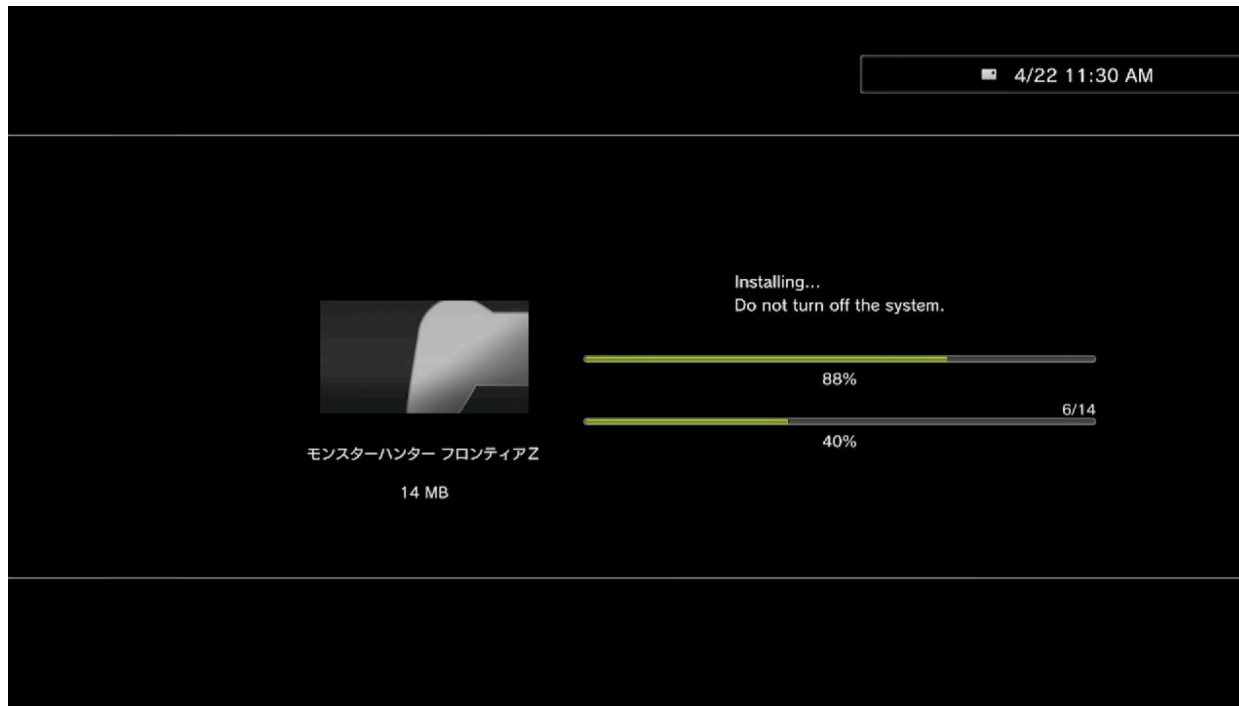 4/22 11:30 AM
Installing...
Do not turn off the system.
88%
6/14
40%
モンスターハンター フロンティアZ
14 MB